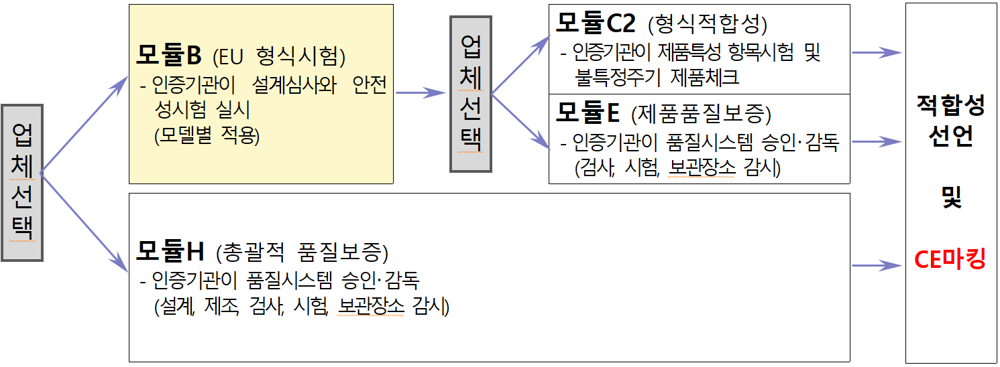 업체선택
모듈B (EU 형식시험)
- 인증기관이 설계심사와 안전
성시험 실시
(모델별 적용)
업체선택
모듈C2 (형식적합성)
- 인증기관이 제품특성 항목시험 및
불특정주기 제품체크
모듈E (제품품질보증)
- 인증기관이 품질시스템 승인·감독
(검사, 시험, 보관장소 감시)
모듈H (총괄적 품질보증)
- 인증기관이 품질시스템 승인·감독
(설계, 제조, 검사, 시험, 보관장소 감시)
적합성
선언
및
CE마킹